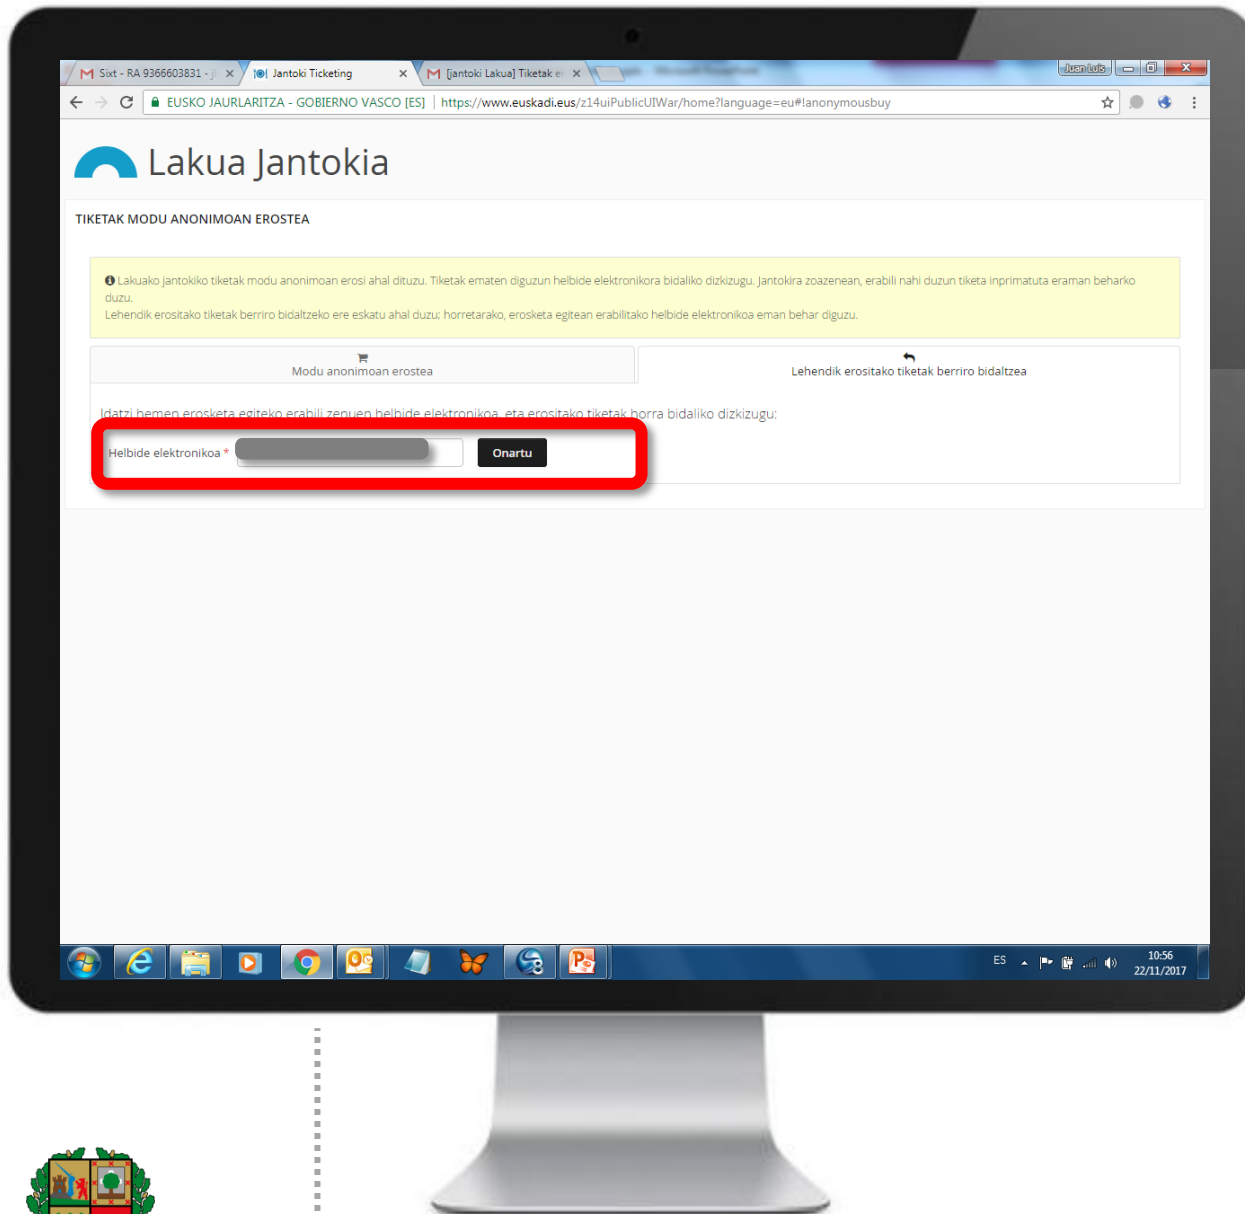 Sixt - RA 9366603831 - j
Jantoki Ticketing
[jantoki Lakua] Tiketak e
Juan Luis
EUSKO JAURLARITZA - GOBIERNO VASCO [ES] | https://www.euskadi.eus/z14uiPublicUIWar/home?language=eu#!anonymousbuy
Lakua Jantokia
TIKETAK MODU ANONIMOAN EROSTEA
Lakuako jantokiko tiketak modu anonimoan erosi ahal dituzu. Tiketak ematen diguzun helbide elektronikora bidaliko dizkizugu. Jantokira zoazenean, erabili nahi duzun tiketa inprimatuta eraman beharko
duzu.
Lehendik erositako tiketak berriro bidaltzeko ere eskatu ahal duzu; horretarako, erosketa egitean erabilitako helbide elektronikoa eman behar diguzu.
Modu anonimoan erostea
Lehendik erositako tiketak berriro bidaltzea
Idatzi hemen erosketa egiteko erabili zenuen helbide elektronikoa, eta erositako tiketak horra bidaliko dizkizugu:
Helbide elektronikoa *
Onartu
ES
10:56
22/11/2017